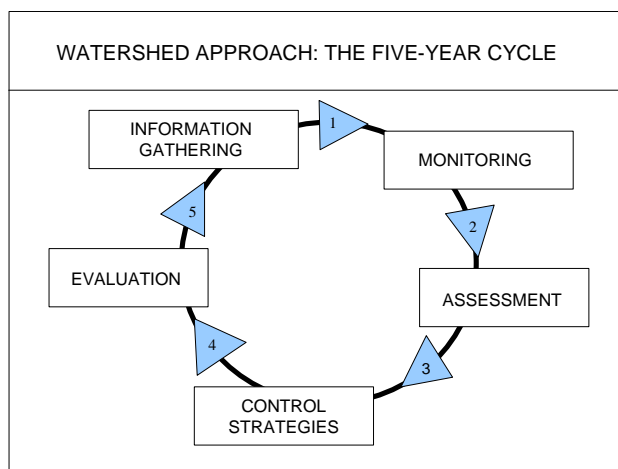 WATERSHED APPROACH: THE FIVE-YEAR CYCLE
INFORMATION
GATHERING
1
MONITORING
2
ASSESSMENT
3
CONTROL
STRATEGIES
4
EVALUATION
5